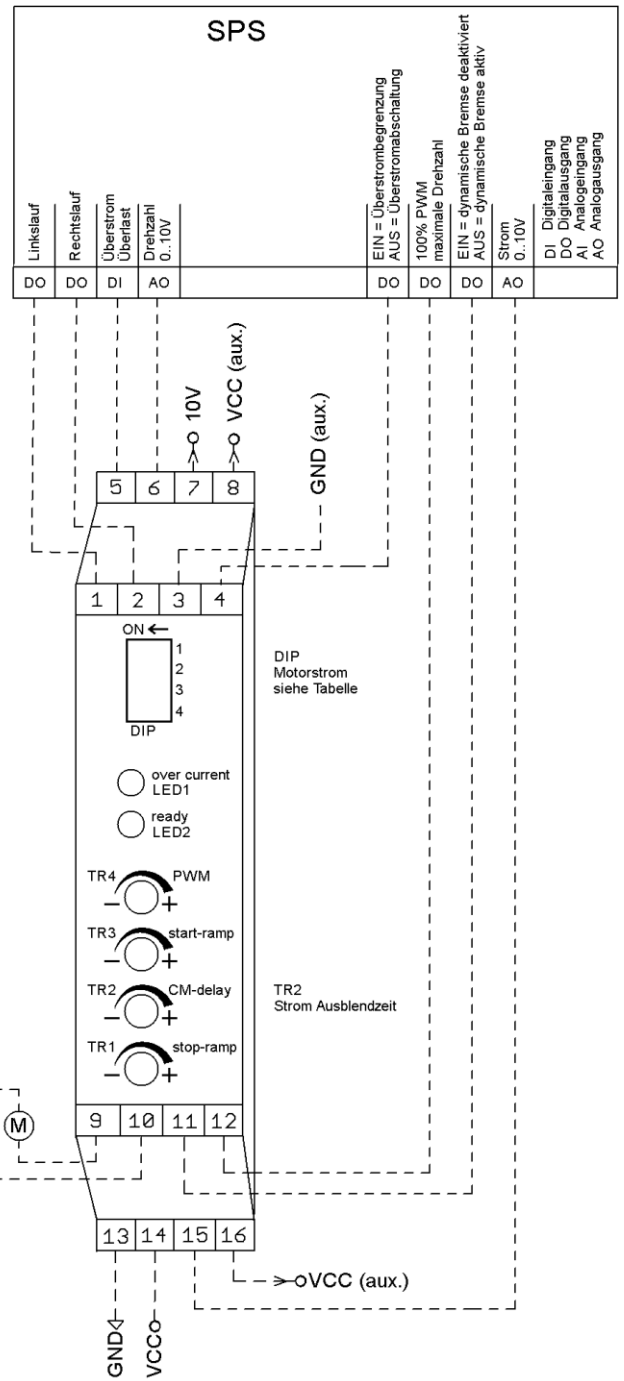 SPS
Linkslauf
Rechtslauf
Überstrom
Überlast
Drehzahl
0..10V
EIN = Überstrombegrenzung
AUS = Überstromabschaltung
100% PWM
maximale Drehzahl
EIN = dynamische Bremse deaktiviert
AUS = dynamische Bremse aktiv
Strom
0..10V
DI Digitaleingang
DO Digitalausgang
AI Analogeingang
AO Analogausgang
DO DO DI AO DO DO DO AO
10V
VCC (aux.)
GND (aux.)
5 6 7 8
1 2 3 4
ON
1
2
3
4
DIP
DIP
Motorstrom
siehe Tabelle
over current
LED1
ready
LED2
TR4 PWM
− +
TR3 start-ramp
− +
TR2 CM-delay
− +
TR2
Strom Ausblendzeit
TR1 stop-ramp
− +
M
9 10 11 12
13 14 15 16
VCC (aux.)
GND
VCC